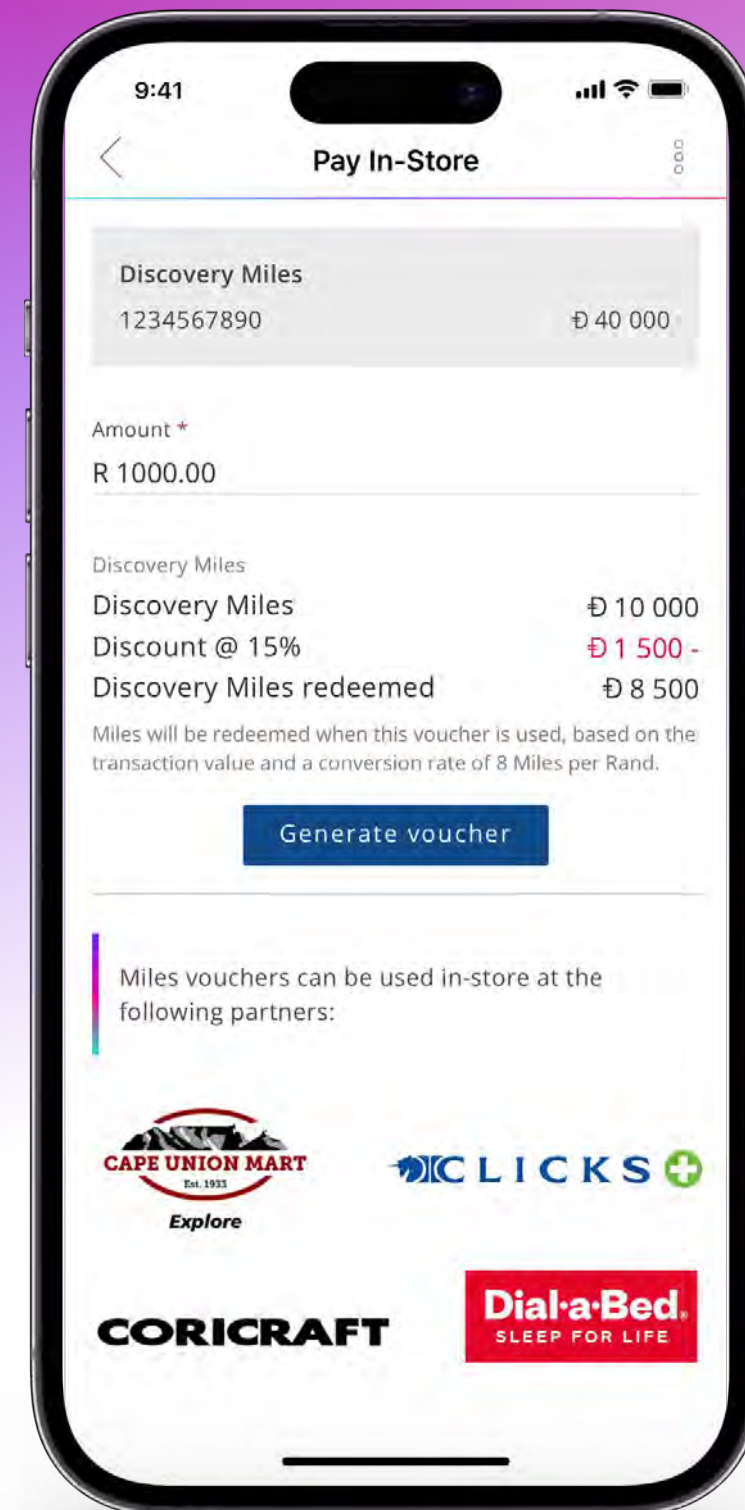 9:41
Pay In-Store
Discovery Miles
1234567890 Đ 40 000
Amount *
R 1000.00
Discovery Miles
Discovery Miles Đ 10 000
Discount @ 15% Đ 1 500 -
Discovery Miles redeemed Đ 8 500
Miles will be redeemed when this voucher is used, based on the
transaction value and a conversion rate of 8 Miles per Rand.
Generate voucher
Miles vouchers can be used in-store at the
following partners:
CAPE UNION MART
Est. 1933
Explore
CLICKS
CORICRAFT
Dial•a•Bed®
SLEEP FOR LIFE